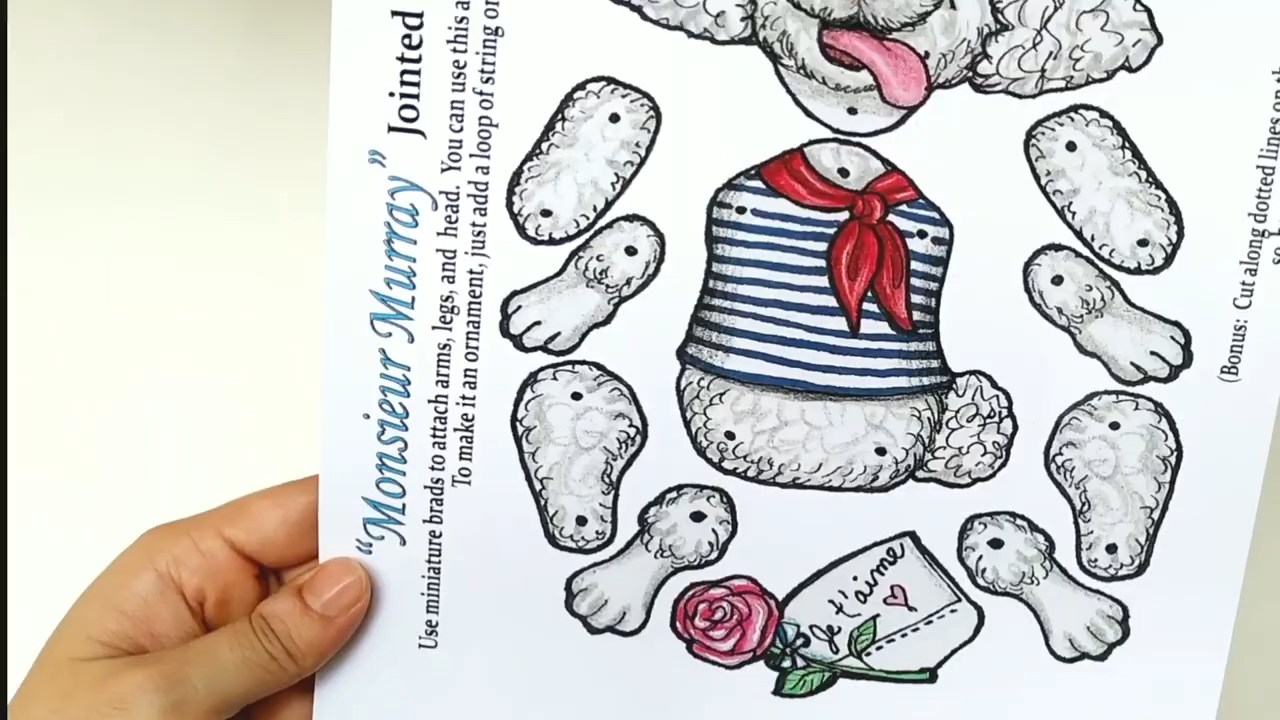 “Monsieur Murray” Jointed
Use miniature brads to attach arms, legs, and head. You can use this a
To make it an ornament, just add a loop of string or
Je t'aime
(Bonus: Cut along dotted lines on th
so